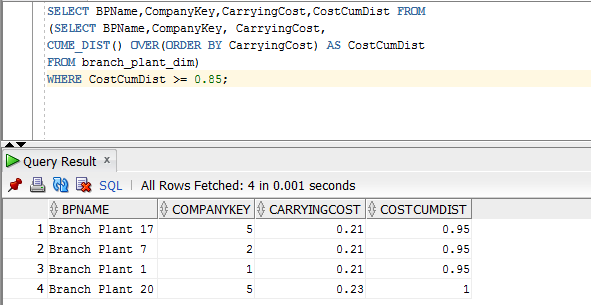 SELECT BPName,CompanyKey,CarryingCost,CostCumDist FROM
(SELECT BPName,CompanyKey, CarryingCost,
CUME_DIST() OVER(ORDER BY CarryingCost) AS CostCumDist
FROM branch_plant_dim)
WHERE CostCumDist >= 0.85;
Query Result x
SQL | All Rows Fetched: 4 in 0.001 seconds
BPNAME COMPANYKEY CARRYINGCOST COSTCUMDIST
1 Branch Plant 17 5 0.21 0.95
2 Branch Plant 7 2 0.21 0.95
3 Branch Plant 1 1 0.21 0.95
4 Branch Plant 20 5 0.23 1